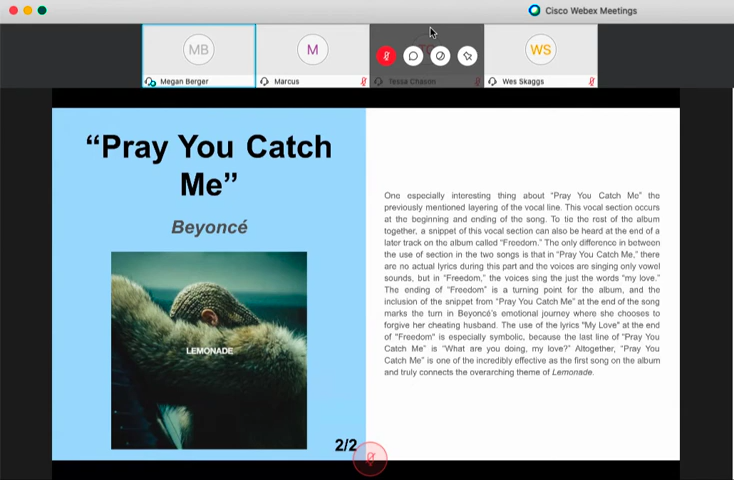 Cisco Webex Meetings
MB
M
WS
Megan Berger
Marcus
Tessa Chason
Wes Skaggs
“Pray You Catch
Me”
Beyoncé
LEMONADE
2/2
One especially interesting thing about “Pray You Catch Me” the
previously mentioned layering of the vocal line. This vocal section occurs
at the beginning and ending of the song. To tie the rest of the album
together, a snippet of this vocal section can also be heard at the end of a
later track on the album called “Freedom.” The only difference in between
the use of section in the two songs is that in “Pray You Catch Me,” there
are no actual lyrics during this part and the voices are singing only vowel
sounds, but in “Freedom,” the voices sing the just the words “my love.”
The ending of “Freedom” is a turning point for the album, and the
inclusion of the snippet from “Pray You Catch Me” at the end of the song
marks the turn in Beyoncé’s emotional journey where she chooses to
forgive her cheating husband. The use of the lyrics "My Love" at the end
of "Freedom" is especially symbolic, because the last line of "Pray You
Catch Me” is “What are you doing, my love?” Altogether, “Pray You
Catch Me” is one of the incredibly effective as the first song on the album
and truly connects the overarching theme of Lemonade.